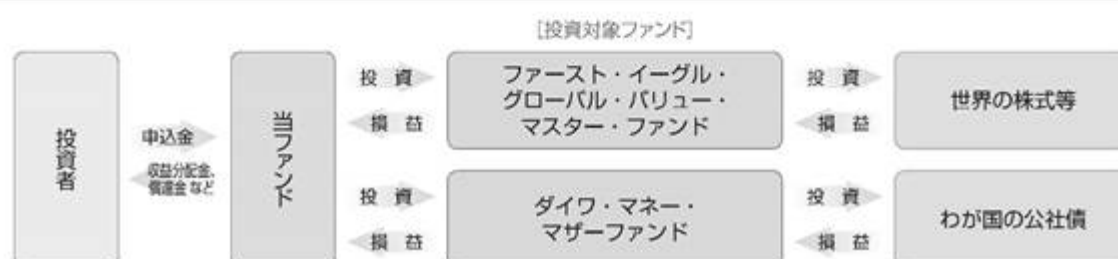 ［投資対象ファンド］
投資者
申込金
収益分配金、
償還金 など
当ファンド
投 資
損 益
ファースト・イーグル・
グローバル・バリュー・
マスター・ファンド
投 資
損 益
世界の株式等
投 資
損 益
ダイワ・マネー・
マザーファンド
投 資
損 益
わが国の公社債